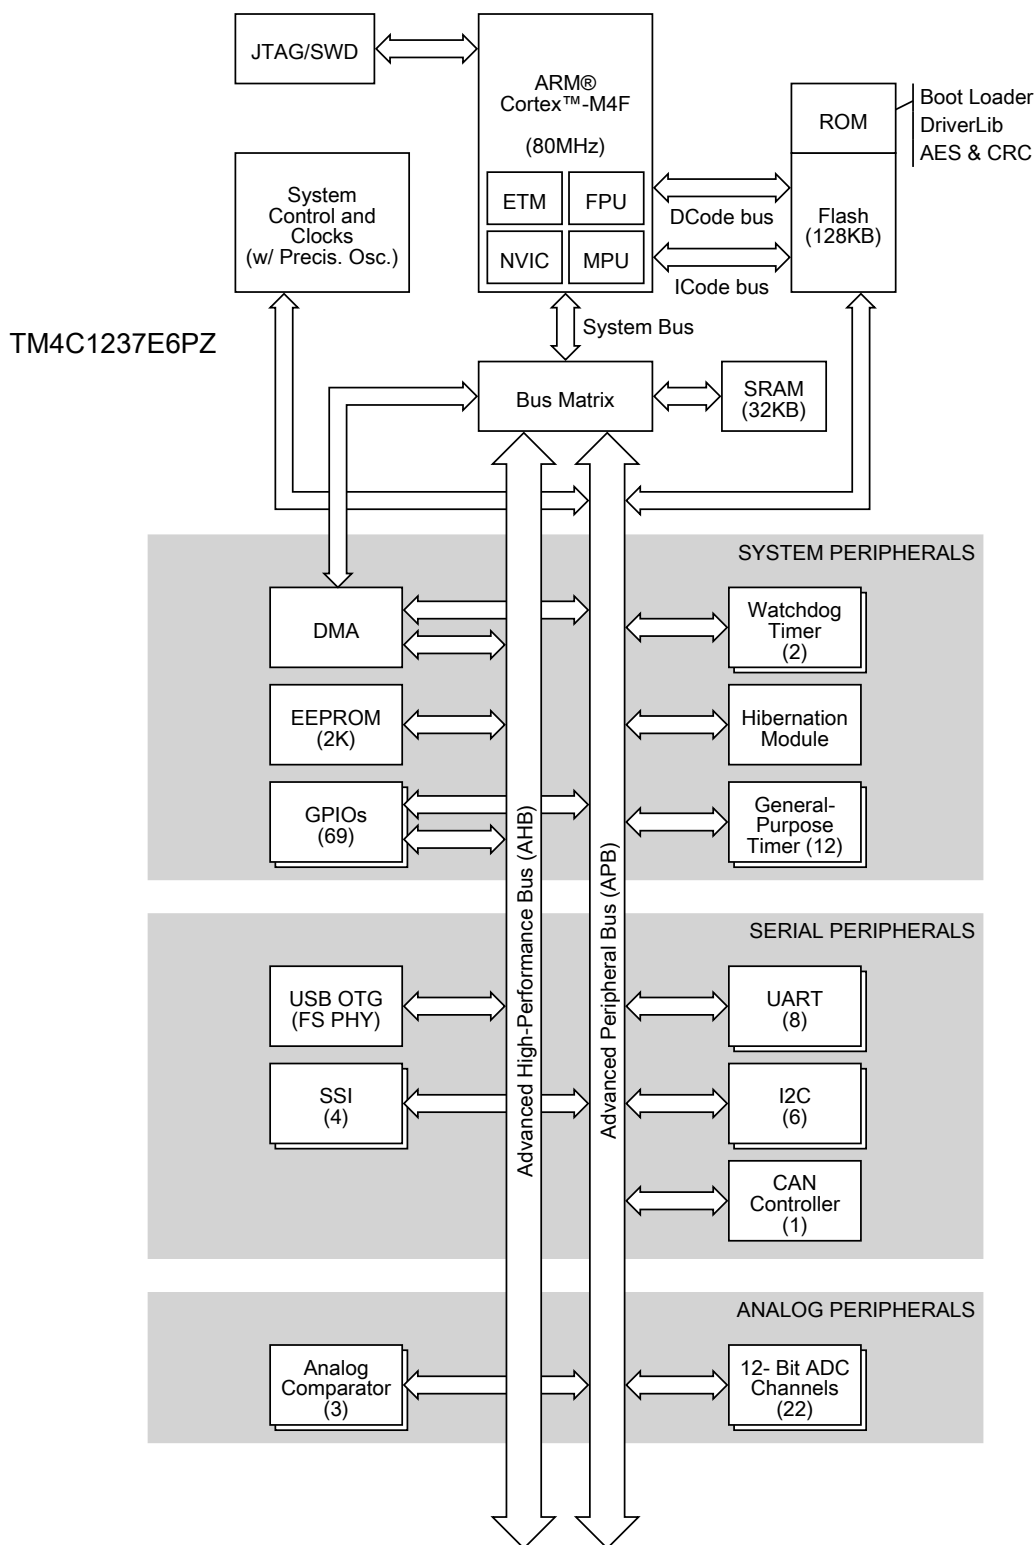 JTAG/SWD
ARM®
Cortex™-M4F
(80MHz)
ETM
FPU
NVIC
MPU
ROM
Boot Loader
DriverLib
AES & CRC
Flash
(128KB)
DCode bus
ICode bus
System
Control and
Clocks
(w/ Precis. Osc.)
TM4C1237E6PZ
System Bus
Bus Matrix
SRAM
(32KB)
SYSTEM PERIPHERALS
DMA
Watchdog
Timer
(2)
EEPROM
(2K)
Hibernation
Module
GPIOs
(69)
General-
Purpose
Timer (12)
Advanced High-Performance Bus (AHB)
Advanced Peripheral Bus (APB)
SERIAL PERIPHERALS
USB OTG
(FS PHY)
UART
(8)
SSI
(4)
I2C
(6)
CAN
Controller
(1)
ANALOG PERIPHERALS
Analog
Comparator
(3)
12- Bit ADC
Channels
(22)